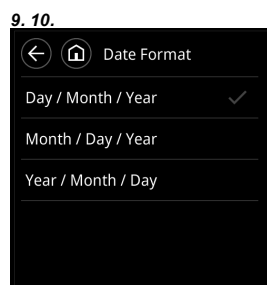 9. 10.
Date Format
Day / Month / Year
Month / Day / Year
Year / Month / Day